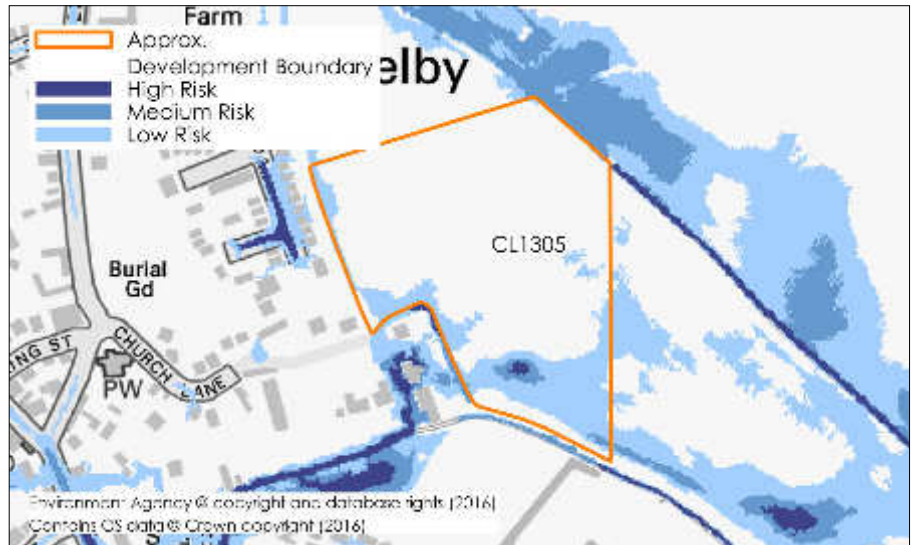 Farm
Approx.
Development Boundary
High Risk
Medium Risk
Low Risk
elby
CL1305
Burial
Gd
CHURCH LANE
NG ST
PW
Environment Agency © copyright and database rights (2016)
Contains OS data © Crown copyright (2016)